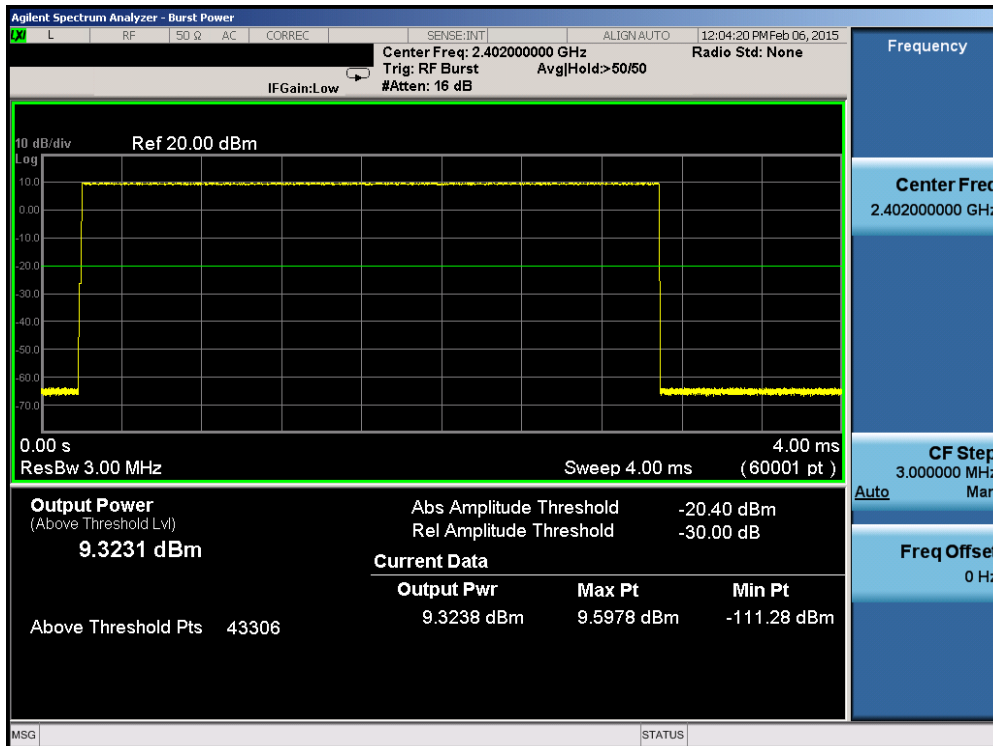 Agilent Spectrum Analyzer - Burst Power
LXI L RF 50 Ω AC CORREC SENSE:INT ALIGN AUTO 12:04:20 PM Feb 06, 2015
Center Freq: 2.402000000 GHz Radio Std: None
Trig: RF Burst Avg|Hold:>50/50
IFGain:Low #Atten: 16 dB
10 dB/div Ref 20.00 dBm
Log
10.0
0.00
-10.0
-20.0
-30.0
-40.0
-50.0
-60.0
-70.0
0.00 s 4.00 ms
ResBw 3.00 MHz Sweep 4.00 ms (60001 pt)
Output Power
(Above Threshold Lvl)
9.3231 dBm
Above Threshold Pts 43306
Abs Amplitude Threshold -20.40 dBm
Rel Amplitude Threshold -30.00 dB
Current Data
Output Pwr Max Pt Min Pt
9.3238 dBm 9.5978 dBm -111.28 dBm
MSG STATUS
Frequency
Center Freq
2.402000000 GHz
CF Step
3.000000 MHz
Auto Man
Freq Offset
0 Hz